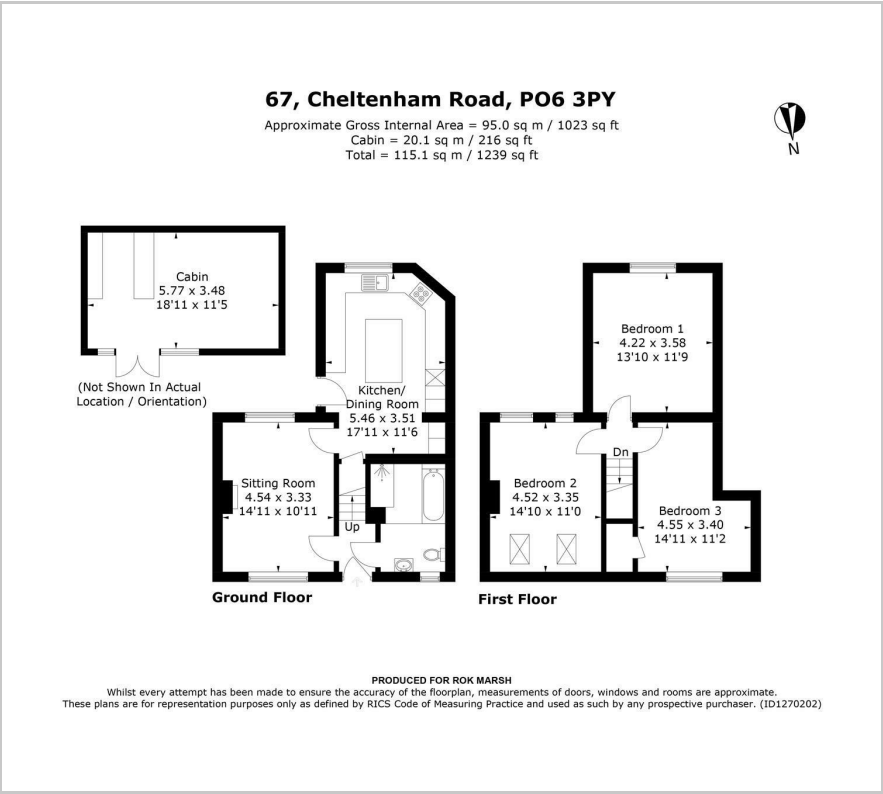 67, Cheltenham Road, PO6 3PY
Approximate Gross Internal Area = 95.0 sq m / 1023 sq ft
Cabin = 20.1 sq m / 216 sq ft
Total = 115.1 sq m / 1239 sq ft
N
Cabin
5.77 x 3.48
18'11 x 11'5
(Not Shown In Actual
Location / Orientation)
Kitchen/
Dining Room
5.46 x 3.51
17'11 x 11'6
Sitting Room
4.54 x 3.33
14'11 x 10'11
Up
Ground Floor
Bedroom 1
4.22 x 3.58
13'10 x 11'9
Dn
Bedroom 2
4.52 x 3.35
14'10 x 11'0
Bedroom 3
4.55 x 3.40
14'11 x 11'2
First Floor
PRODUCED FOR ROK MARSH
Whilst every attempt has been made to ensure the accuracy of the floorplan, measurements of doors, windows and rooms are approximate.
These plans are for representation purposes only as defined by RICS Code of Measuring Practice and used as such by any prospective purchaser. (ID1270202)